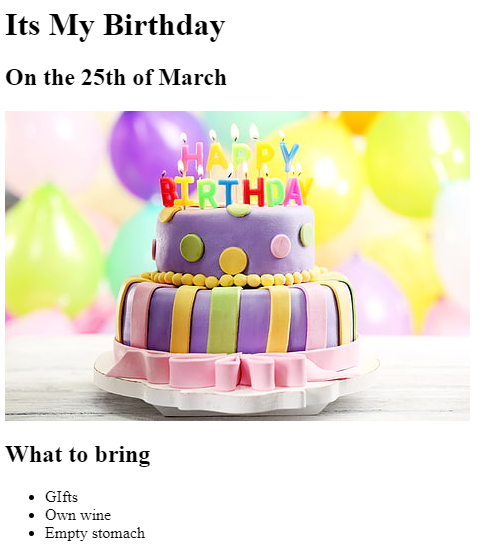 Its My Birthday
On the 25th of March
HAPPY
BIRTHDAY
What to bring
GIfts
Own wine
Empty stomach